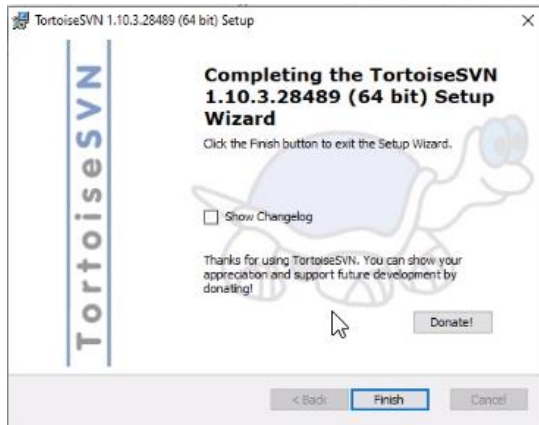 TortoiseSVN 1.10.3.28489 (64 bit) Setup
TortoiseSVN
Completing the TortoiseSVN
1.10.3.28489 (64 bit) Setup
Wizard
Click the Finish button to exit the Setup Wizard.
Show Changelog
Thanks for using TortoiseSVN. You can show your
appreciation and support future development by
donating!
Donate!
< Back
Finish
Cancel